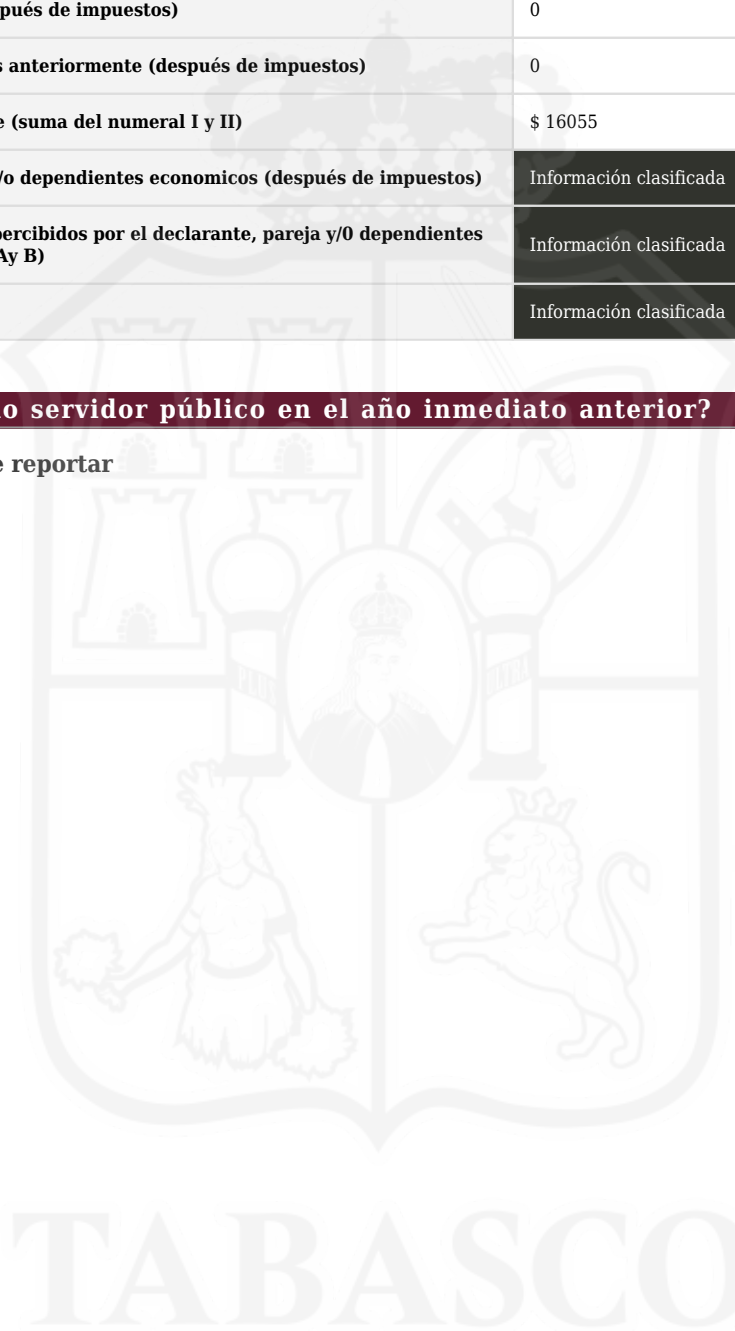 pués de impuestos) 0
s anteriormente (después de impuestos) 0
e (suma del numeral I y II) $ 16055
/o dependientes economicos (después de impuestos) Información clasificada
percibidos por el declarante, pareja y/0 dependientes
Ay B) Información clasificada
Información clasificada
o servidor público en el año inmediato anterior?
e reportar
PLUS ULTRA
TABASCO